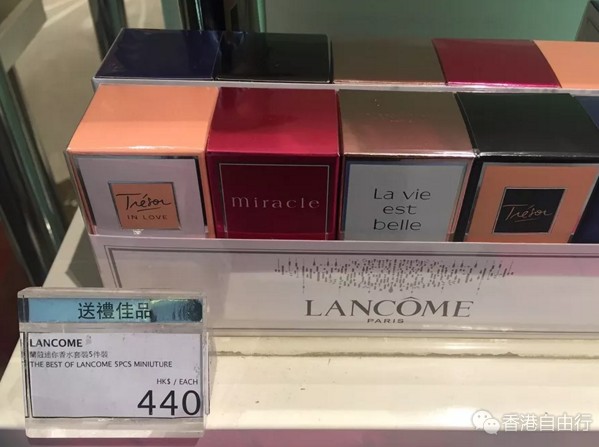 Trésor
IN LOVE
miracle
La vie
est
belle
Trésor
LANCÔME
PARIS
送禮佳品
LANCOME
蘭蔻迷你香水套裝5件裝
THE BEST OF LANCOME 5PCS MINIUTURE
HK$ / EACH
440
香港自由行